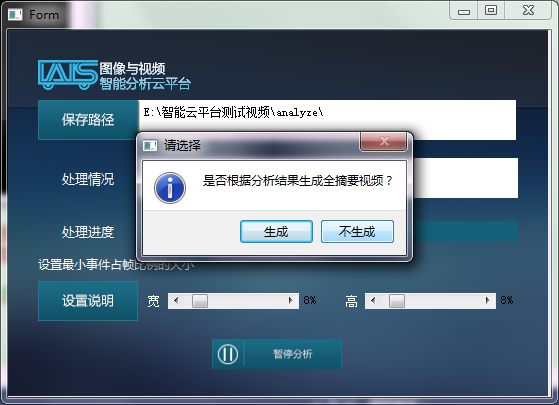 Form
IAIS
图像与视频
智能分析云平台
保存路径
E:\智能云平台测试视频\analyze\
请选择
处理情况
是否根据分析结果生成全摘要视频？
处理进度
生成
不生成
设置最小事件占帧比例的大小
设置说明
宽
8%
高
8%
暂停分析